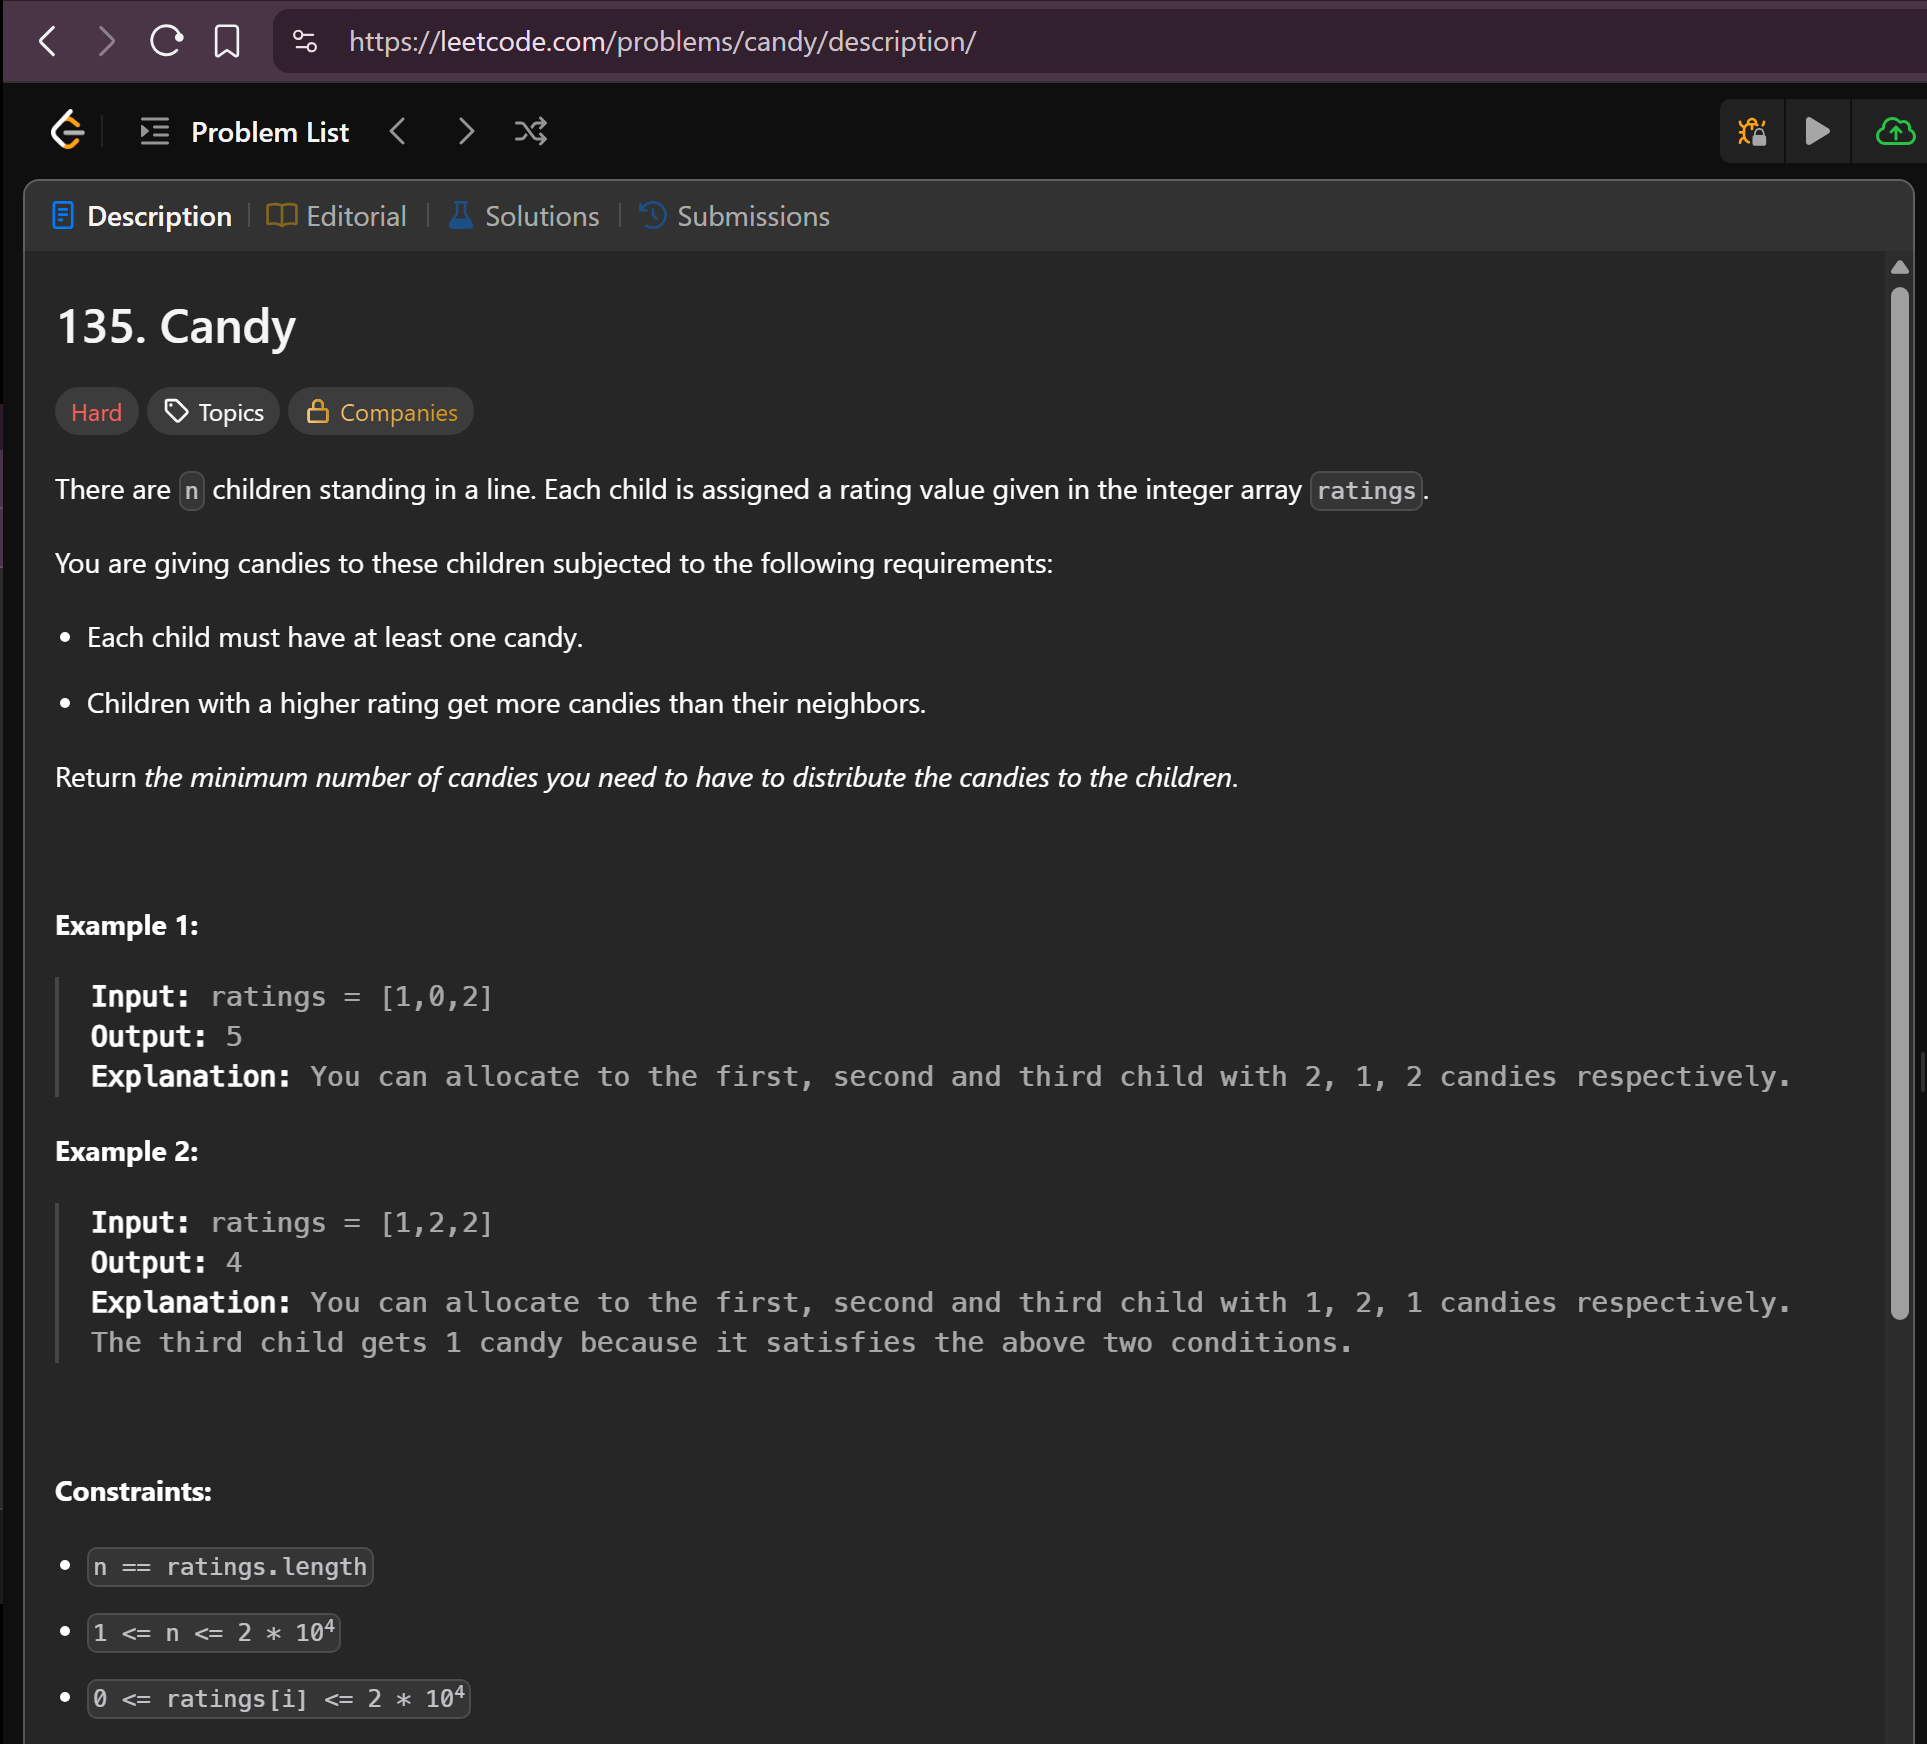 https://leetcode.com/problems/candy/description/
Problem List
Description
Editorial
Solutions
Submissions
135. Candy
Hard
Topics
Companies
There are n children standing in a line. Each child is assigned a rating value given in the integer array ratings.
You are giving candies to these children subjected to the following requirements:
• Each child must have at least one candy.
• Children with a higher rating get more candies than their neighbors.
Return the minimum number of candies you need to have to distribute the candies to the children.
Example 1:
Input: ratings = [1,0,2]
Output: 5
Explanation: You can allocate to the first, second and third child with 2, 1, 2 candies respectively.
Example 2:
Input: ratings = [1,2,2]
Output: 4
Explanation: You can allocate to the first, second and third child with 1, 2, 1 candies respectively.
The third child gets 1 candy because it satisfies the above two conditions.
Constraints:
• n == ratings.length
• 1 <= n <= 2 * 10⁴
• 0 <= ratings[i] <= 2 * 10⁴